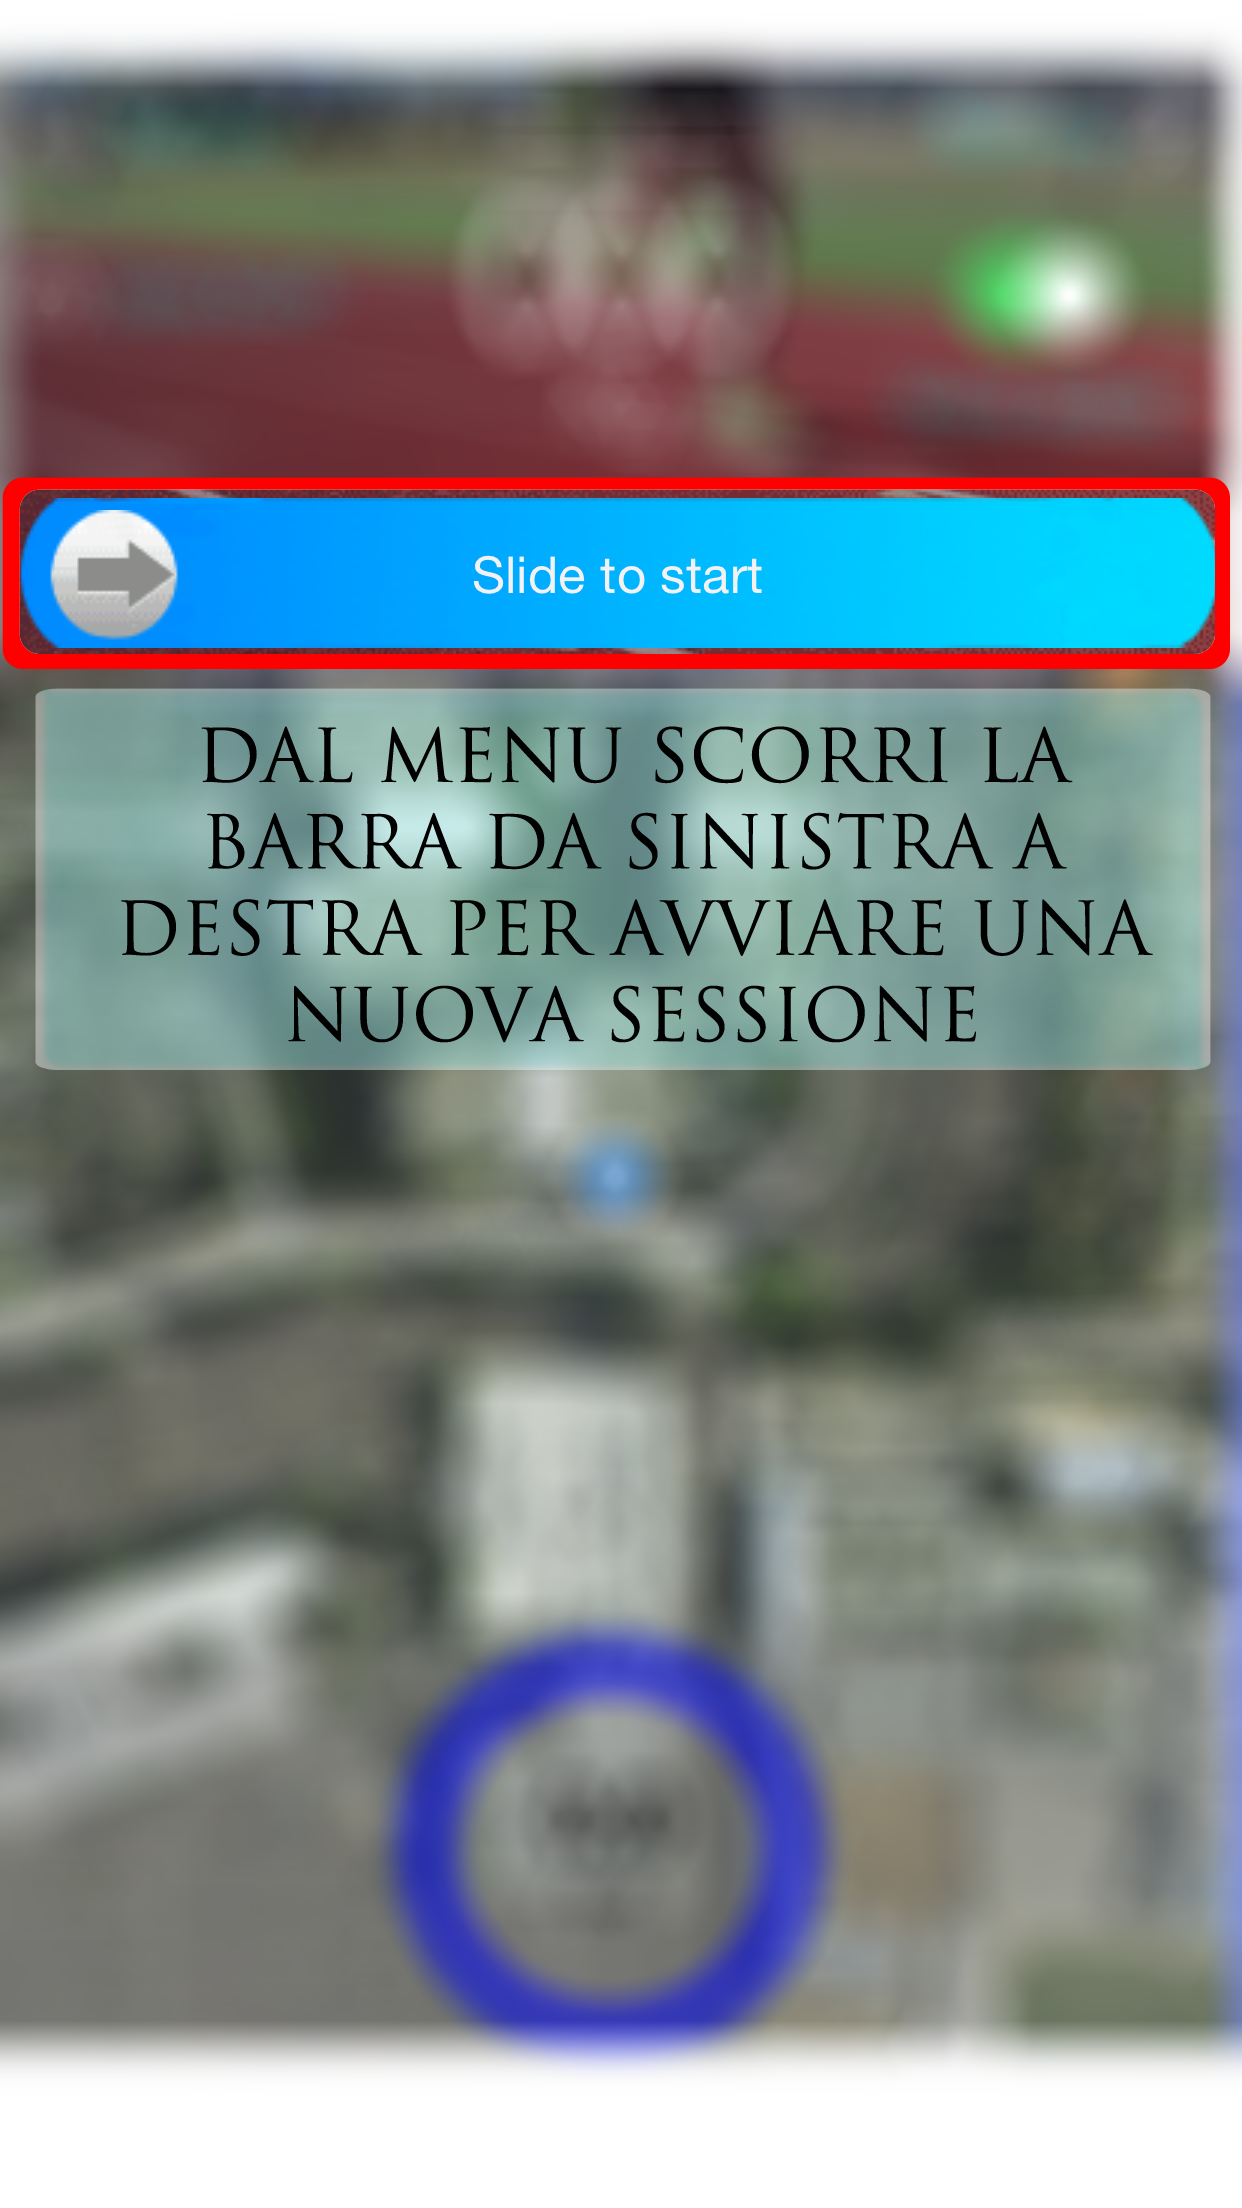 Slide to start
DAL MENU SCORRI LA
BARRA DA SINISTRA A
DESTRA PER AVVIARE UNA
NUOVA SESSIONE